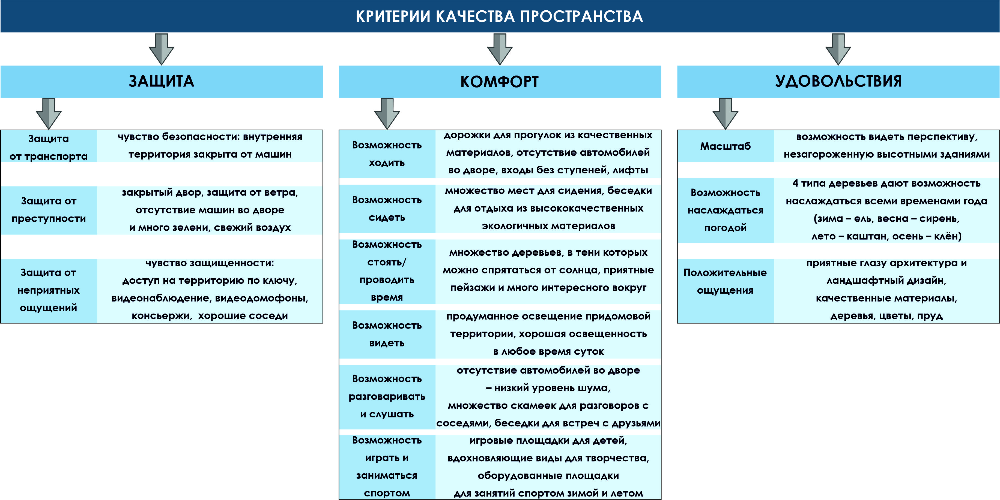 КРИТЕРИИ КАЧЕСТВА ПРОСТРАНСТВА
ЗАЩИТА
Защита
от транспорта
чувство безопасности: внутренняя
территория закрыта от машин
Защита от
преступности
закрытый двор, защита от ветра,
отсутствие машин во дворе
и много зелени, свежий воздух
Защита от
неприятных
ощущений
чувство защищенности:
доступ на территорию по ключу,
видеонаблюдение, видеодомофоны,
консьержи, хорошие соседи
КОМФОРТ
Возможность
ходить
дорожки для прогулок из качественных
материалов, отсутствие автомобилей
во дворе, входы без ступеней, лифты
Возможность
сидеть
множество мест для сидения, беседки
для отдыха из высококачественных
экологичных материалов
Возможность
стоять/
проводить
время
множество деревьев, в тени которых
можно спрятаться от солнца, приятные
пейзажи и много интересного вокруг
Возможность
видеть
продуманное освещение придомовой
территории, хорошая освещенность
в любое время суток
Возможность
разговаривать
и слушать
отсутствие автомобилей во дворе
– низкий уровень шума,
множество скамеек для разговоров с
соседями, беседки для встреч с друзьями
Возможность
играть и
заниматься
спортом
игровые площадки для детей,
вдохновляющие виды для творчества,
оборудованные площадки
для занятий спортом зимой и летом
УДОВОЛЬСТВИЯ
Масштаб
возможность видеть перспективу,
незагороженную высотными зданиями
Возможность
наслаждаться
погодой
4 типа деревьев дают возможность
наслаждаться всеми временами года
(зима – ель, весна – сирень,
лето – каштан, осень – клён)
Положительные
ощущения
приятные глазу архитектура и
ландшафтный дизайн,
качественные материалы,
деревья, цветы, пруд